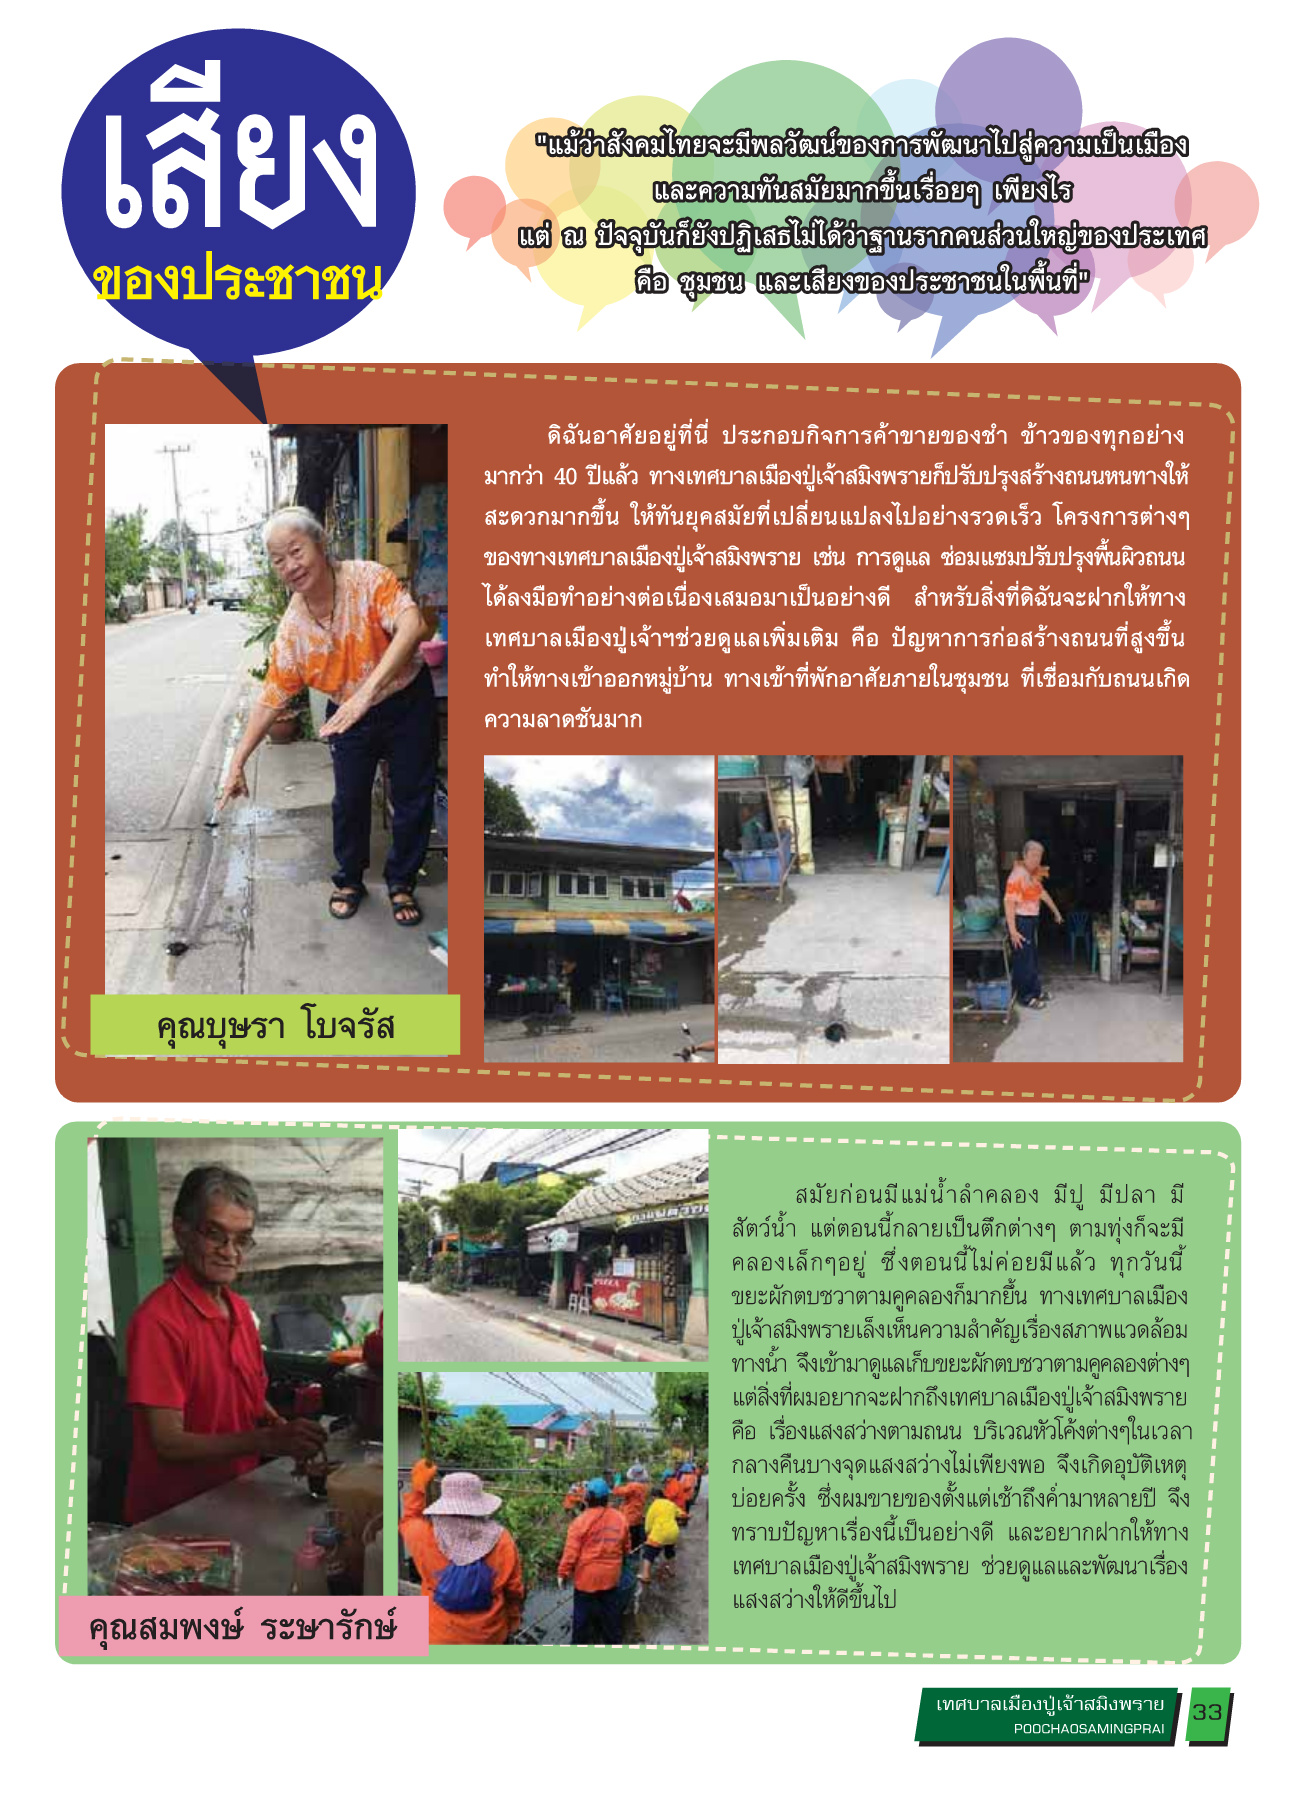 เสียง
ของประชาชน
"แม้ว่าสังคมไทยจะมีพลวัฒน์ของการพัฒนาไปสู่ความเป็นเมือง
และความทันสมัยมากขึ้นเรื่อยๆ เพียงไร
แต่ ณ ปัจจุบันก็ยังปฏิเสธไม่ได้ว่าฐานรากคนส่วนใหญ่ของประเทศ
คือ ชุมชน และเสียงของประชาชนในพื้นที่"
ดิฉันอาศัยอยู่ที่นี่ ประกอบกิจการค้าขายของชำ ข้าวของทุกอย่าง
มากว่า 40 ปีแล้ว ทางเทศบาลเมืองปู่เจ้าสมิงพรายก็ปรับปรุงสร้างถนนหนทางให้
สะดวกมากขึ้น ให้ทันยุคสมัยที่เปลี่ยนแปลงไปอย่างรวดเร็ว โครงการต่างๆ
ของทางเทศบาลเมืองปู่เจ้าสมิงพราย เช่น การดูแล ซ่อมแซมปรับปรุงพื้นผิวถนน
ได้ลงมือทำอย่างต่อเนื่องเสมอมาเป็นอย่างดี สำหรับสิ่งที่ดิฉันจะฝากให้ทาง
เทศบาลเมืองปู่เจ้าฯช่วยดูแลเพิ่มเติม คือ ปัญหาการก่อสร้างถนนที่สูงขึ้น
ทำให้ทางเข้าออกหมู่บ้าน ทางเข้าที่พักอาศัยภายในชุมชน ที่เชื่อมกับถนนเกิด
ความลาดชันมาก
คุณบุษรา โบจรัส
สมัยก่อนมีแม่น้ำลำคลอง มีปู มีปลา มี
สัตว์น้ำ แต่ตอนนี้กลายเป็นตึกต่างๆ ตามทุ่งก็จะมี
คลองเล็กๆอยู่ ซึ่งตอนนี้ไม่ค่อยมีแล้ว ทุกวันนี้
ขยะผักตบชวาตามคูคลองก็มากยิ้น ทางเทศบาลเมือง
ปู่เจ้าสมิงพรายเล็งเห็นความสำคัญเรื่องสภาพแวดล้อม
ทางน้ำ จึงเข้ามาดูแลเก็บขยะผักตบชวาตามคูคลองต่างๆ
แต่สิ่งที่ผมอยากจะฝากถึงเทศบาลเมืองปู่เจ้าสมิงพราย
คือ เรื่องแสงสว่างตามถนน บริเวณหัวโค้งต่างๆในเวลา
กลางคืนบางจุดแสงสว่างไม่เพียงพอ จึงเกิดอุบัติเหตุ
บ่อยครั้ง ซึ่งผมขายของตั้งแต่เช้าถึงค่ำมาหลายปี จึง
ทราบปัญหาเรื่องนี้เป็นอย่างดี และอยากฝากให้ทาง
เทศบาลเมืองปู่เจ้าสมิงพราย ช่วยดูแลและพัฒนาเรื่อง
แสงสว่างให้ดีขึ้นไป
PIZZA
คุณสมพงษ์ ระษารักษ์
เทศบาลเมืองปู่เจ้าสมิงพราย
POOCHAOSAMINGPRAI
33